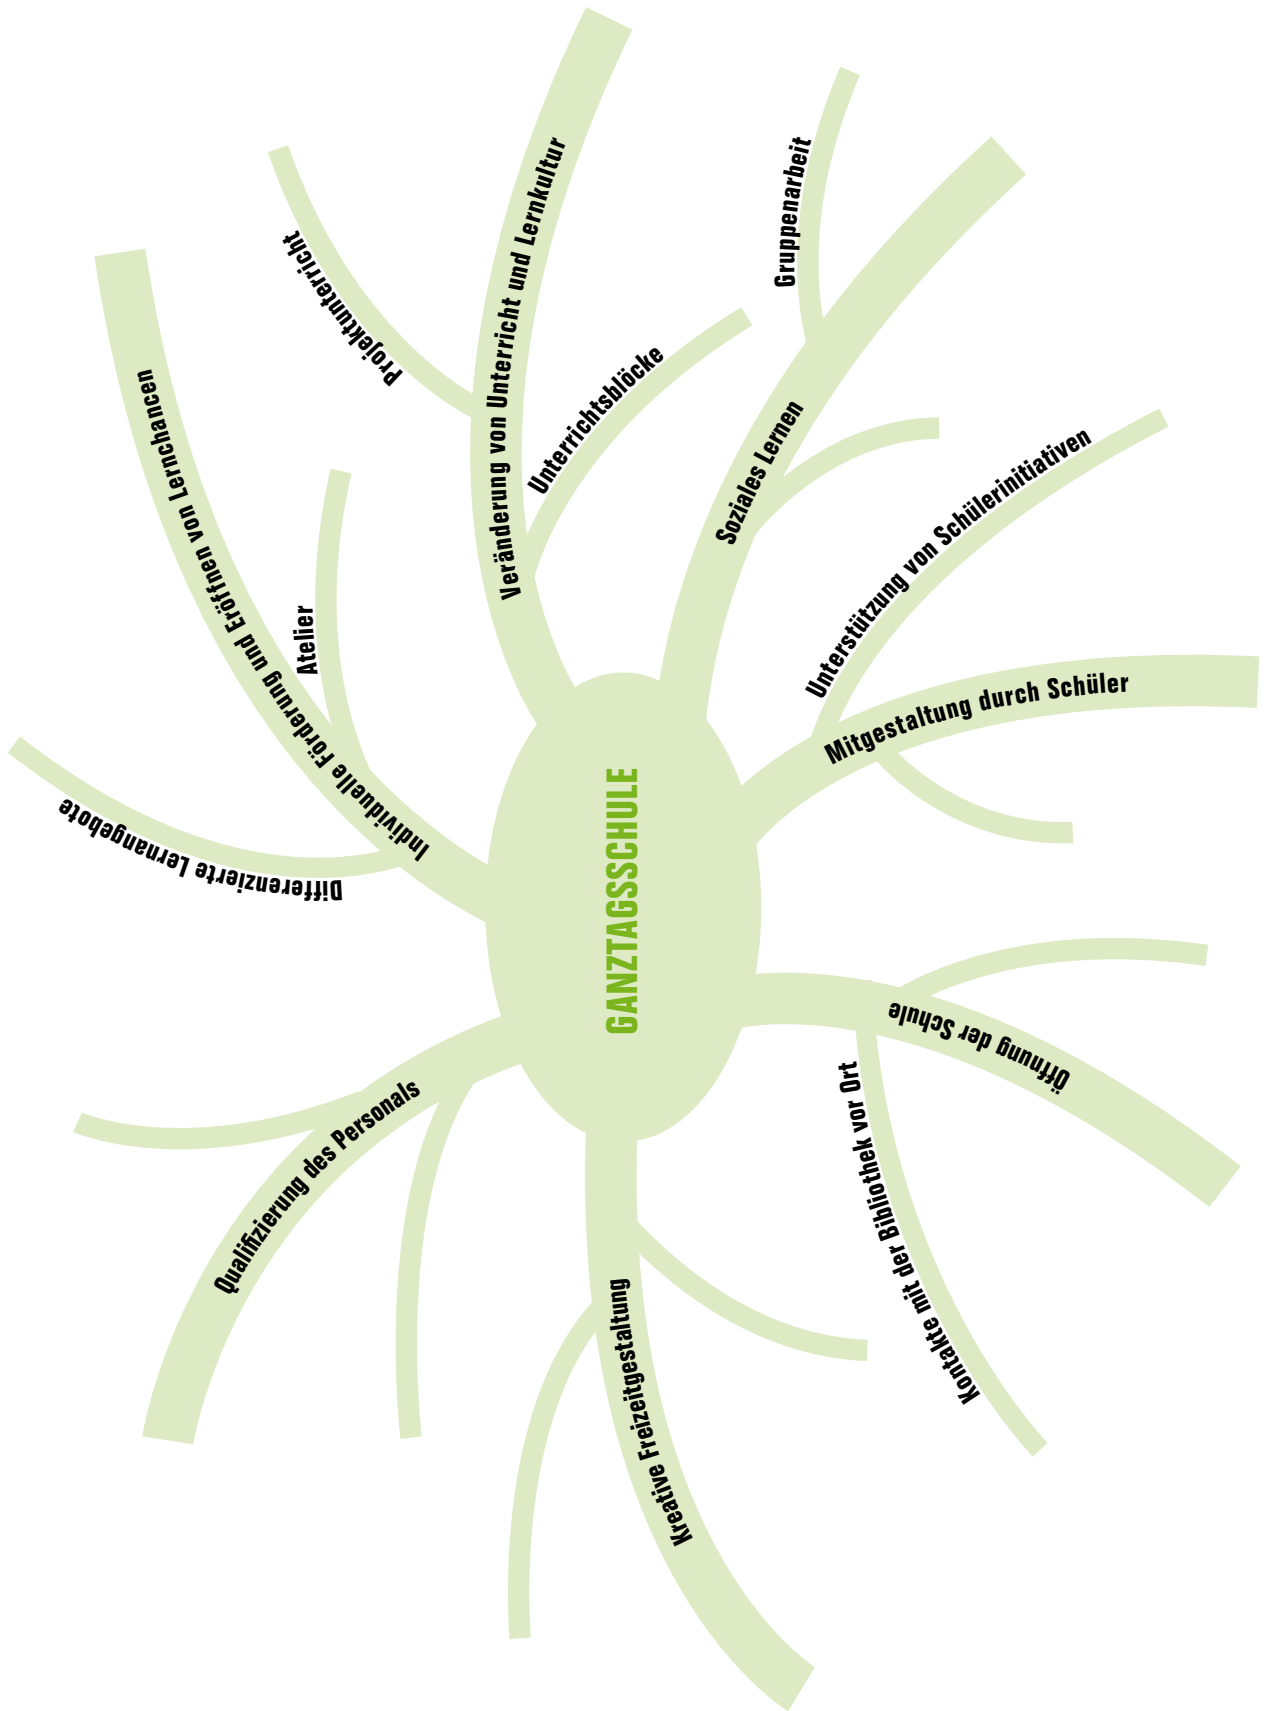 GANZTAGSSCHULE
Veränderung von Unterricht und Lernkultur
Projektunterricht
Unterrichtsblöcke
Soziales Lernen
Gruppenarbeit
Mitgestaltung durch Schüler
Unterstützung von Schülerinitiativen
Öffnung der Schule
Kontakte mit der Bibliothek vor Ort
Kreative Freizeitgestaltung
Qualifizierung des Personals
Individuelle Förderung und Eröffnen von Lernchancen
Differenzierte Lernangebote
Atelier